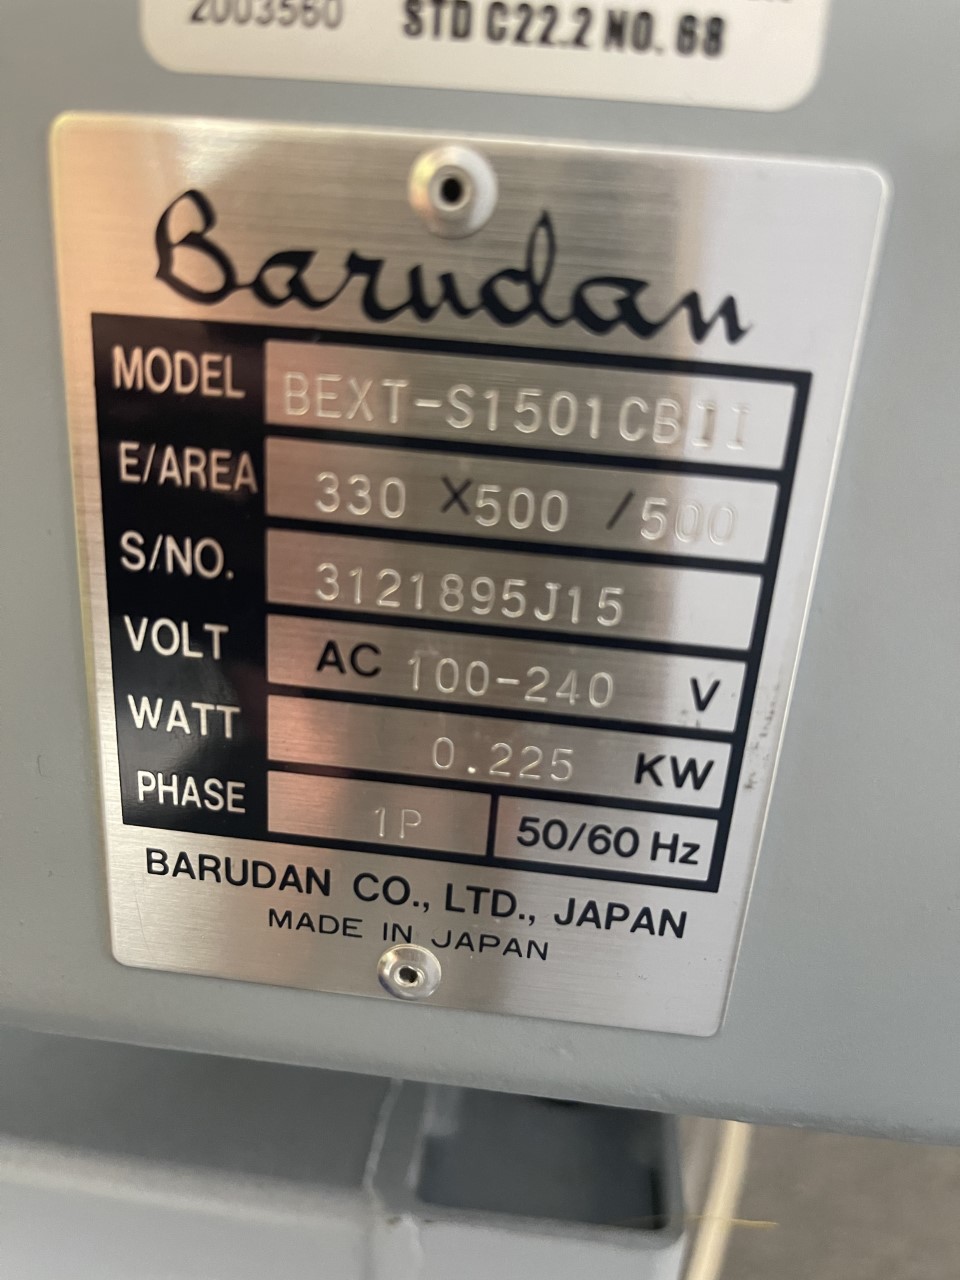 2003560 STD C22.2 NO. 68
Barudan
MODEL BEXT-S1501CBII
E/AREA 330 X500 /500
S/NO. 3121895J15
VOLT AC 100-240 V
WATT 0.225 KW
PHASE 1P 50/60 Hz
BARUDAN CO., LTD., JAPAN
MADE IN JAPAN